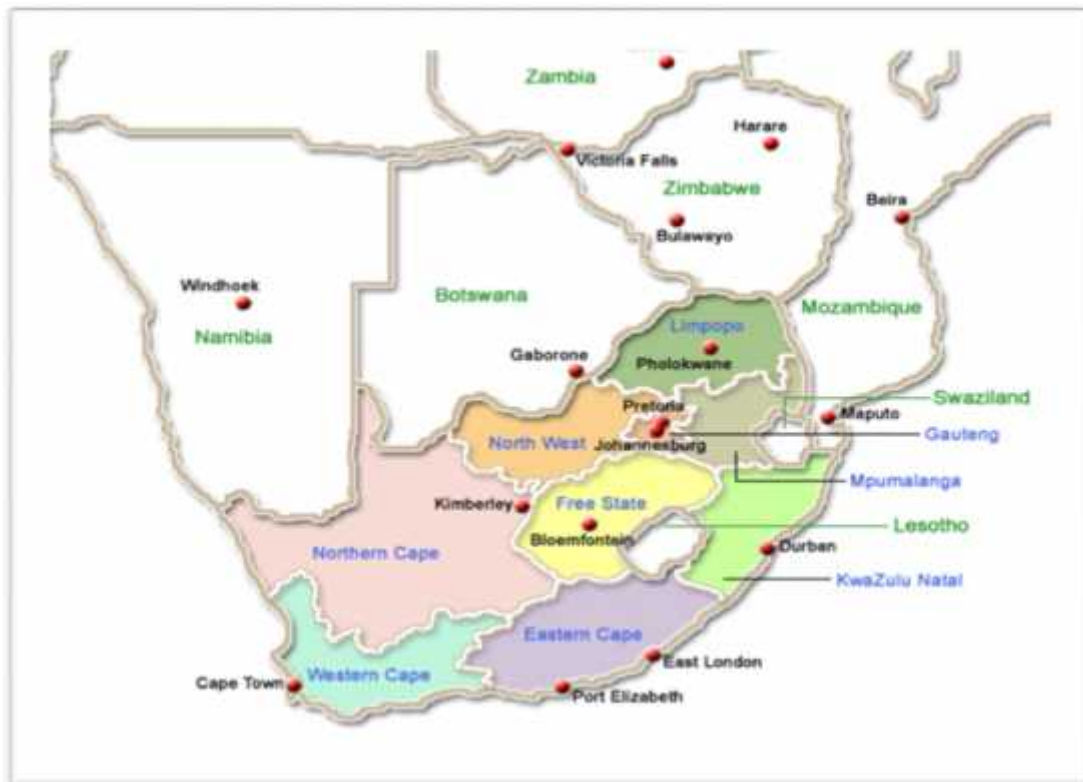 Zambia
Harare
Victoria Falls
Zimbabwe
Beira
Bulawayo
Windhoek
Botswana
Mozambique
Namibia
Limpopo
Gaborone
Pholokwane
Swaziland
Pretoria
Maputo
Gauteng
North West
Johannesburg
Mpumalanga
Kimberley
Free State
Lesotho
Bloemfontein
Northern Cape
Durban
KwaZulu Natal
Eastern Cape
East London
Western Cape
Cape Town
Port Elizabeth